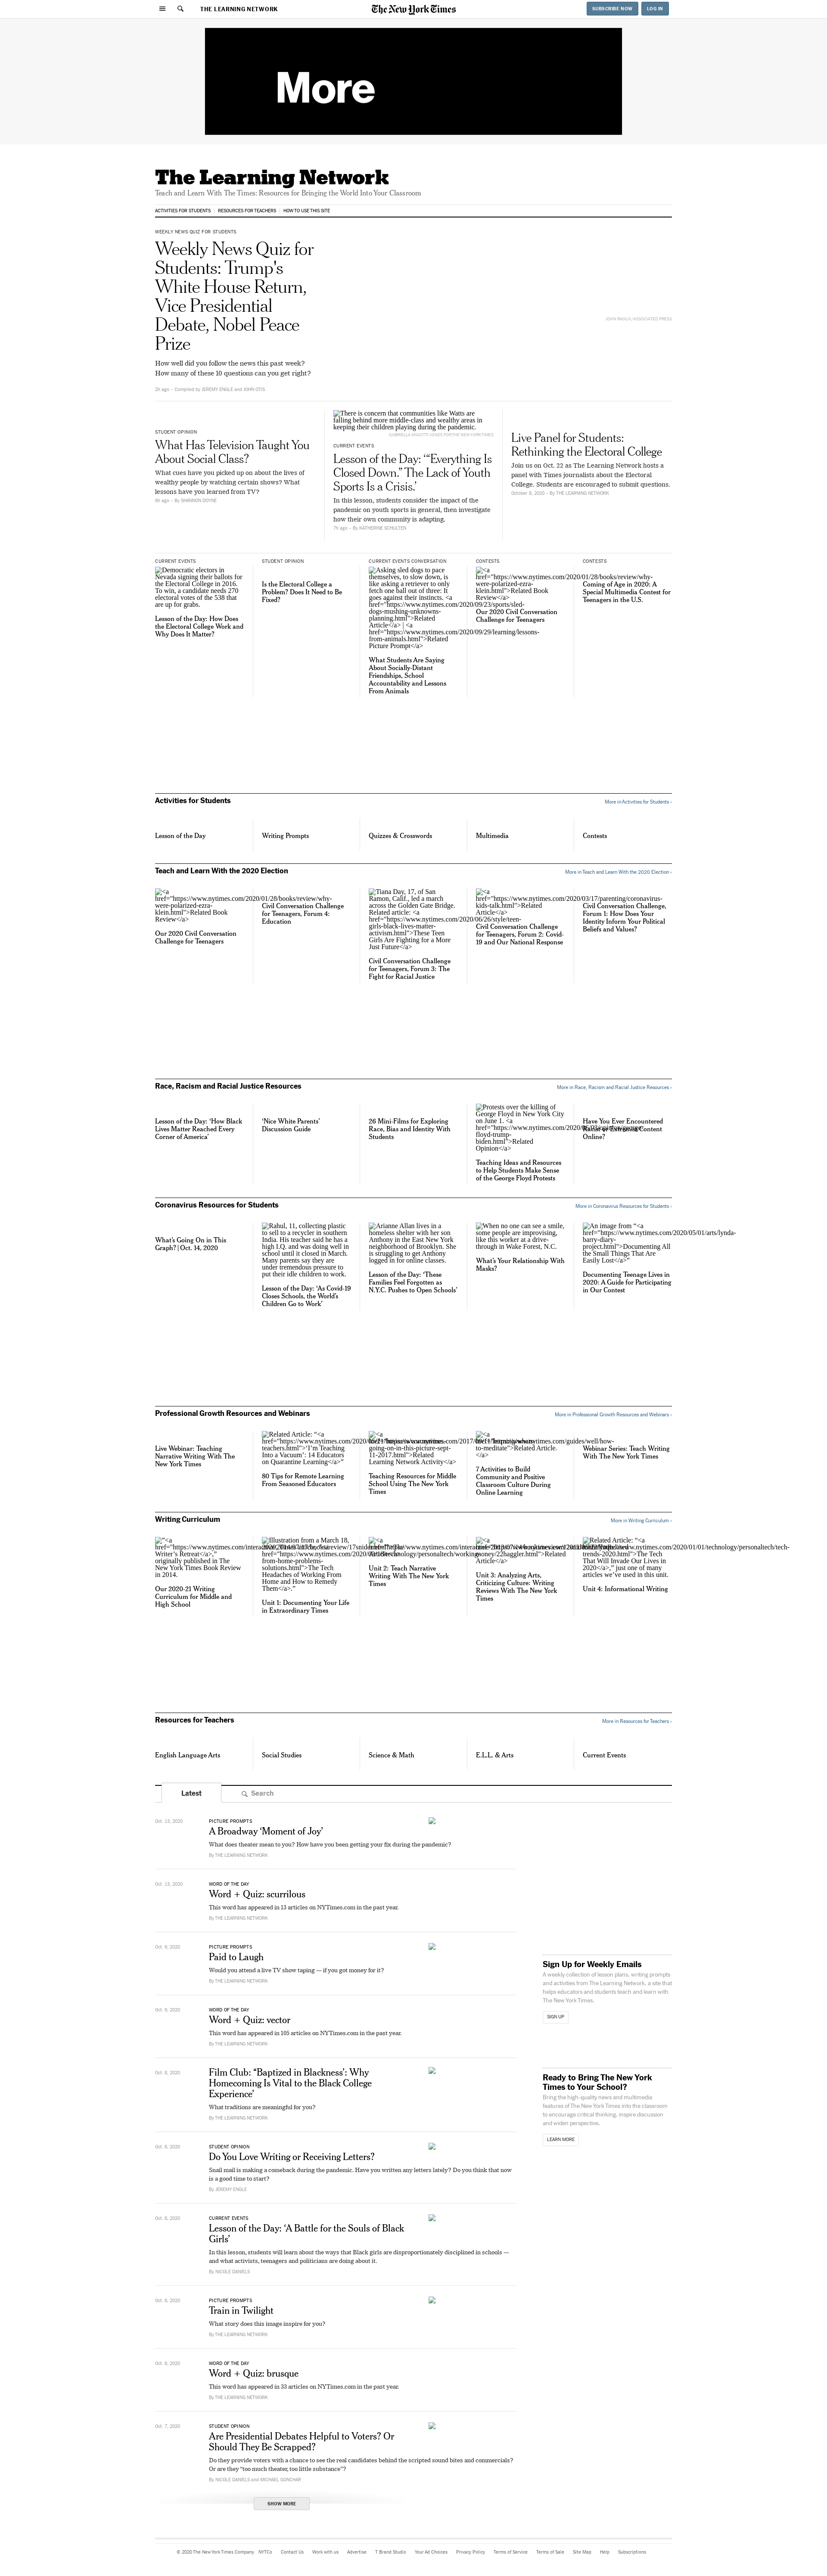 THE LEARNING NETWORK
The New York Times
SUBSCRIBE NOW
LOG IN
More
The Learning Network
Teach and Learn With The Times: Resources for Bringing the World Into Your Classroom
ACTIVITIES FOR STUDENTS
RESOURCES FOR TEACHERS
HOW TO USE THIS SITE
WEEKLY NEWS QUIZ FOR STUDENTS
Weekly News Quiz for
Students: Trump's
White House Return,
Vice Presidential
Debate, Nobel Peace
Prize
How well did you follow the news this past week?
How many of these 10 questions can you get right?
2h ago – Compiled by JEREMY ENGLE and JOHN OTIS
STUDENT OPINION
What Has Television Taught You
About Social Class?
What cues have you picked up on about the lives of
wealthy people by watching certain shows? What
lessons have you learned from TV?
6h ago – By SHANNON DOYNE
There is concern that communities like Watts are
falling behind more middle-class and wealthy areas in
keeping their children playing during the pandemic.
CURRENT EVENTS
Lesson of the Day: “‘Everything Is
Closed Down.” The Lack of Youth
Sports Is a Crisis.’
In this lesson, students consider the impact of the
pandemic on youth sports in general, then investigate
how their own community is adapting.
7h ago – By KATHERINE SCHULTEN
Live Panel for Students:
Rethinking the Electoral College
Join us on Oct. 22 as The Learning Network hosts a
panel with Times journalists about the Electoral
College. Students are encouraged to submit questions.
October 9, 2020 – By THE LEARNING NETWORK
CURRENT EVENTS
Democratic electors in
Nevada signing their ballots for
the Electoral College in 2016.
To win, a candidate needs 270
electoral votes of the 538 that
are up for grabs.
Lesson of the Day: How Does
the Electoral College Work and
Why Does It Matter?
STUDENT OPINION
Is the Electoral College a
Problem? Does It Need to Be
Fixed?
CURRENT EVENTS CONVERSATION
Asking sled dogs to pace
themselves, to slow down, is
like asking a retriever to only
fetch one ball out of three: It
goes against their instincts. <a
href="https://www.nytimes.com/2020/09/23/sports/sled-
dogs-mushing-unknowns-
planning.html">Related
Article</a> | <a
href="https://www.nytimes.com/2020/09/29/learning/lessons-
from-animals.html">Related
Picture Prompt</a>
What Students Are Saying
About Socially-Distant
Friendships, School
Accountability and Lessons
From Animals
CONTESTS
<a
href="https://www.nytimes.com/2020/01/28/books/review/why-
were-polarized-ezra-
klein.html">Related Book
Review</a>
Our 2020 Civil Conversation
Challenge for Teenagers
CONTESTS
Coming of Age in 2020: A
Special Multimedia Contest for
Teenagers in the U.S.
Activities for Students
More in Activities for Students ›
Lesson of the Day
Writing Prompts
Quizzes & Crosswords
Multimedia
Contests
Teach and Learn With the 2020 Election
More in Teach and Learn With the 2020 Election ›
<a
href="https://www.nytimes.com/2020/01/28/books/review/why-
were-polarized-ezra-
klein.html">Related Book
Review</a>
Our 2020 Civil Conversation
Challenge for Teenagers
Civil Conversation Challenge
for Teenagers, Forum 4:
Education
Tiana Day, 17, of San
Ramon, Calif., led a march
across the Golden Gate Bridge.
Related article: <a
href="https://www.nytimes.com/2020/06/26/style/teen-
girls-black-lives-matter-
activism.html">These Teen
Girls Are Fighting for a More
Just Future</a>
Civil Conversation Challenge
for Teenagers, Forum 3: The
Fight for Racial Justice
<a
href="https://www.nytimes.com/2020/03/17/parenting/coronavirus-
kids-talk.html">Related
Article</a>
Civil Conversation Challenge
for Teenagers, Forum 2: Covid-
19 and Our National Response
Civil Conversation Challenge,
Forum 1: How Does Your
Identity Inform Your Political
Beliefs and Values?
Race, Racism and Racial Justice Resources
More in Race, Racism and Racial Justice Resources ›
Lesson of the Day: ‘How Black
Lives Matter Reached Every
Corner of America’
‘Nice White Parents’
Discussion Guide
26 Mini-Films for Exploring
Race, Bias and Identity With
Students
Protests over the killing of
George Floyd in New York City
on June 1. <a
floyd-trump-
biden.html">Related
Opinion</a>
Teaching Ideas and Resources
to Help Students Make Sense
of the George Floyd Protests
Have You Ever Encountered
Racist or Extremist Content
Online?
Coronavirus Resources for Students
More in Coronavirus Resources for Students ›
What’s Going On in This
Graph? | Oct. 14, 2020
Rahul, 11, collecting plastic
to sell to a recycler in southern
India. His teacher said he has a
high I.Q. and was doing well in
school until it closed in March.
Many parents say they are
under tremendous pressure to
put their idle children to work.
Lesson of the Day: ‘As Covid-19
Closes Schools, the World’s
Children Go to Work’
Arianne Allan lives in a
homeless shelter with her son
Anthony in the East New York
neighborhood of Brooklyn. She
is struggling to get Anthony
logged in for online classes.
Lesson of the Day: ‘These
Families Feel Forgotten as
N.Y.C. Pushes to Open Schools’
When no one can see a smile,
some people are improvising,
like this worker at a drive-
through in Wake Forest, N.C.
What’s Your Relationship With
Masks?
An image from “<a
href="https://www.nytimes.com/2020/05/01/arts/lynda-
barry-diary-
project.html">Documenting All
the Small Things That Are
Easily Lost</a>”
Documenting Teenage Lives in
2020: A Guide for Participating
in Our Contest
Professional Growth Resources and Webinars
More in Professional Growth Resources and Webinars ›
Live Webinar: Teaching
Narrative Writing With The
New York Times
Related Article: “<a
teachers.html">‘I’m Teaching
Into a Vacuum’: 14 Educators
on Quarantine Learning</a>”
80 Tips for Remote Learning
From Seasoned Educators
going-on-in-this-picture-sept-
11-2017.html">Related
Learning Network Activity</a>
Teaching Resources for Middle
School Using The New York
Times
to-meditate">Related Article.
</a>
7 Activities to Build
Community and Positive
Classroom Culture During
Online Learning
Webinar Series: Teach Writing
With The New York Times
Writing Curriculum
More in Writing Curriculum ›
“<a
Writer’s Retreat</a>,”
originally published in The
New York Times Book Review
in 2014.
Our 2020-21 Writing
Curriculum for Middle and
High School
Illustration from a March 18,
from-home-problems-
solutions.html">The Tech
Headaches of Working From
Home and How to Remedy
Them</a>.”
Unit 1: Documenting Your Life
in Extraordinary Times
Unit 2: Teach Narrative
Writing With The New York
Times
money/22haggler.html">Related
Article</a>
Unit 3: Analyzing Arts,
Criticizing Culture: Writing
Reviews With The New York
Times
Related Article: “<a
trends-2020.html">The Tech
That Will Invade Our Lives in
2020</a>,” just one of many
articles we’ve used in this unit.
Unit 4: Informational Writing
Resources for Teachers
More in Resources for Teachers ›
English Language Arts
Social Studies
Science & Math
E.L.L. & Arts
Current Events
Latest
Search
Oct. 13, 2020
PICTURE PROMPTS
A Broadway ‘Moment of Joy’
What does theater mean to you? How have you been getting your fix during the pandemic?
By THE LEARNING NETWORK
Oct. 13, 2020
WORD OF THE DAY
Word + Quiz: scurrilous
This word has appeared in 13 articles on NYTimes.com in the past year.
By THE LEARNING NETWORK
Oct. 9, 2020
PICTURE PROMPTS
Paid to Laugh
Would you attend a live TV show taping — if you got money for it?
By THE LEARNING NETWORK
Oct. 9, 2020
WORD OF THE DAY
Word + Quiz: vector
This word has appeared in 105 articles on NYTimes.com in the past year.
By THE LEARNING NETWORK
Oct. 8, 2020
Film Club: “Baptized in Blackness’: Why
Homecoming Is Vital to the Black College
Experience’
What traditions are meaningful for you?
By THE LEARNING NETWORK
Oct. 8, 2020
STUDENT OPINION
Do You Love Writing or Receiving Letters?
Snail mail is making a comeback during the pandemic. Have you written any letters lately? Do you think that now
is a good time to start?
By JEREMY ENGLE
Oct. 8, 2020
CURRENT EVENTS
Lesson of the Day: ‘A Battle for the Souls of Black
Girls’
In this lesson, students will learn about the ways that Black girls are disproportionately disciplined in schools —
and what activists, teenagers and politicians are doing about it.
By NICOLE DANIELS
Oct. 8, 2020
PICTURE PROMPTS
Train in Twilight
What story does this image inspire for you?
By THE LEARNING NETWORK
Oct. 8, 2020
WORD OF THE DAY
Word + Quiz: brusque
This word has appeared in 33 articles on NYTimes.com in the past year.
By THE LEARNING NETWORK
Oct. 7, 2020
STUDENT OPINION
Are Presidential Debates Helpful to Voters? Or
Should They Be Scrapped?
Do they provide voters with a chance to see the real candidates behind the scripted sound bites and commercials?
Or are they “too much theater, too little substance”?
By NICOLE DANIELS and MICHAEL GONCHAR
SHOW MORE
Sign Up for Weekly Emails
A weekly collection of lesson plans, writing prompts
and activities from The Learning Network, a site that
helps educators and students teach and learn with
The New York Times.
SIGN UP
Ready to Bring The New York
Times to Your School?
Bring the high-quality news and multimedia
features of The New York Times into the classroom
to encourage critical thinking, inspire discussion
and widen perspective.
LEARN MORE
© 2020 The New York Times Company
NYTCo
Contact Us
Work with us
Advertise
T Brand Studio
Your Ad Choices
Privacy Policy
Terms of Service
Terms of Sale
Site Map
Help
Subscriptions